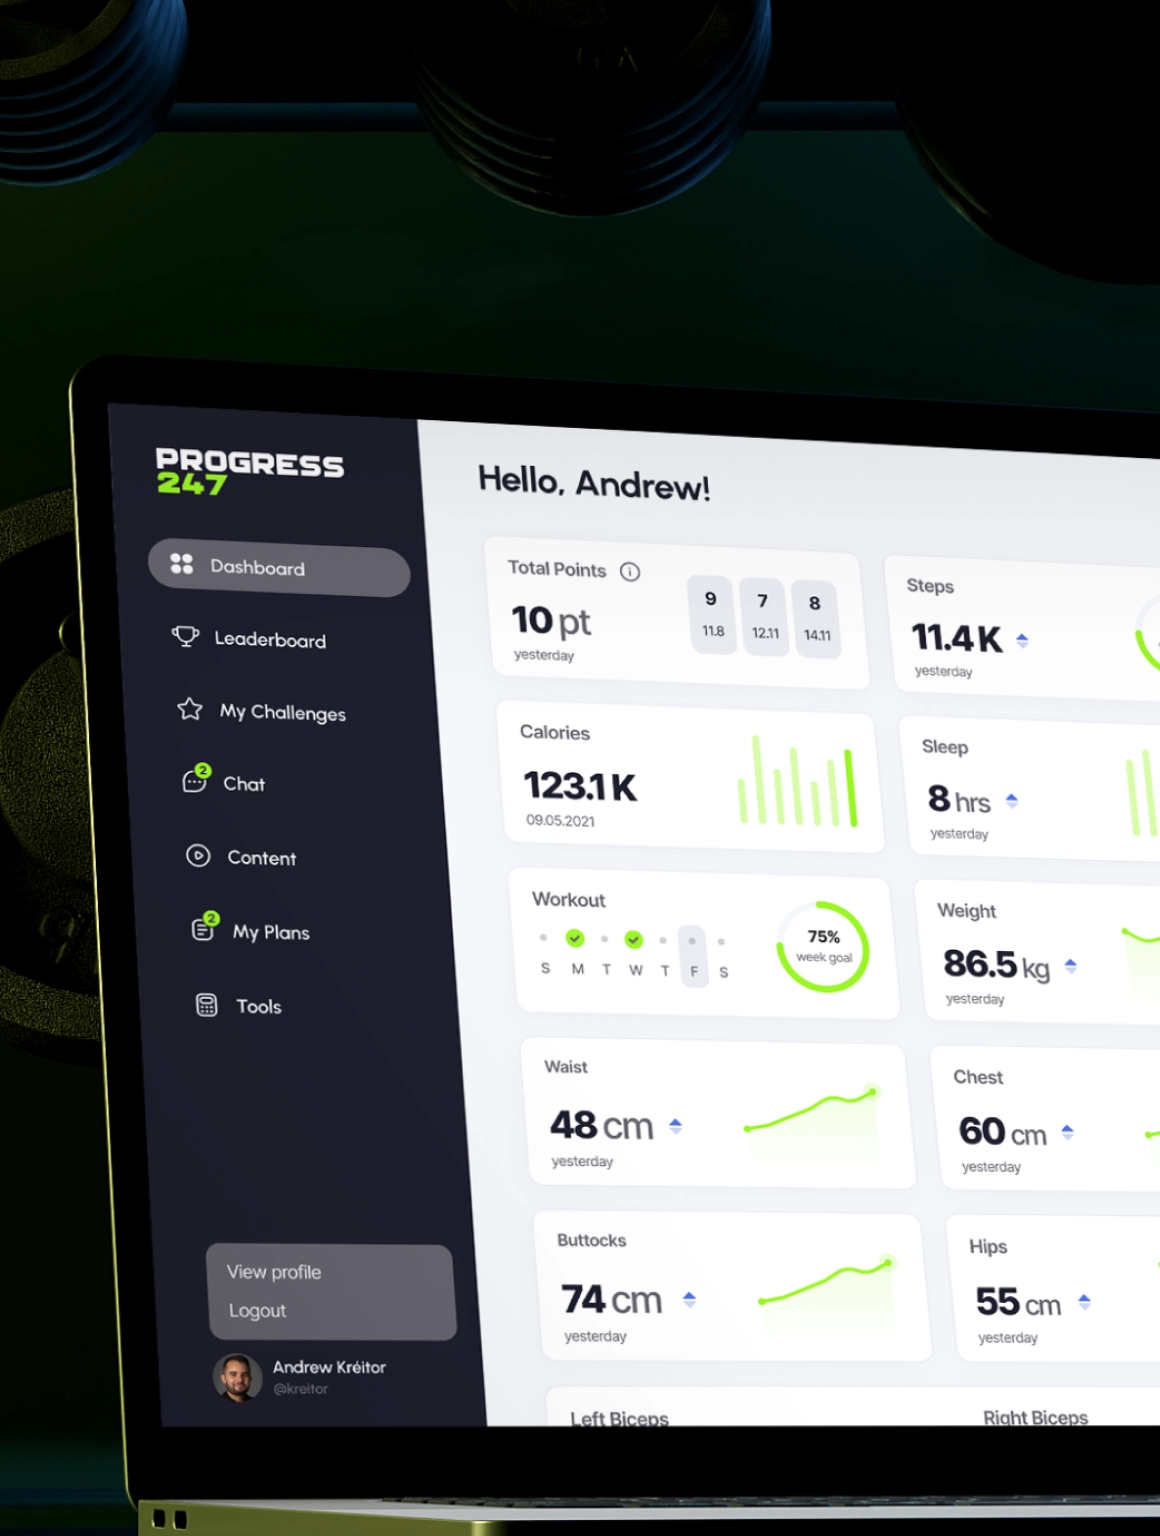 PROGRESS
247
Dashboard
Leaderboard
My Challenges
2
Chat
Content
2
My Plans
Tools
View profile
Logout
Andrew Kréitor
@kreitor
Hello, Andrew!
Total Points
10 pt
yesterday
9 7 8
11.8 12.11 14.11
Steps
11.4K
yesterday
Calories
123.1K
09.05.2021
Sleep
8 hrs
yesterday
Workout
S M T W T F S
75%
week goal
Weight
86.5 kg
yesterday
Waist
48 cm
yesterday
Chest
60 cm
yesterday
Buttocks
74 cm
yesterday
Hips
55 cm
yesterday
Left Biceps
Right Biceps